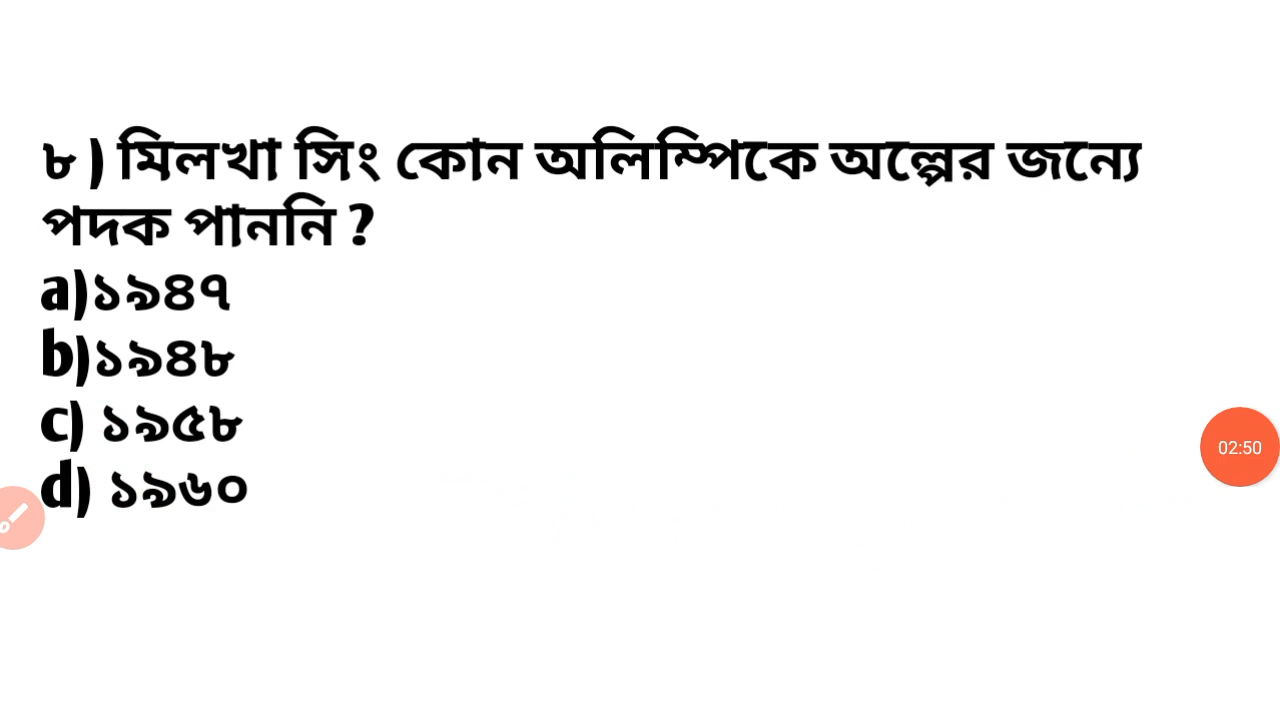 ৮ ) মিলখা সিং কোন অলিম্পিকে অল্পের জন্যে
পদক পাননি ?
a)১৯৪৭
b)১৯৪৮
c) ১৯৫৮
d) ১৯৬০
02:50